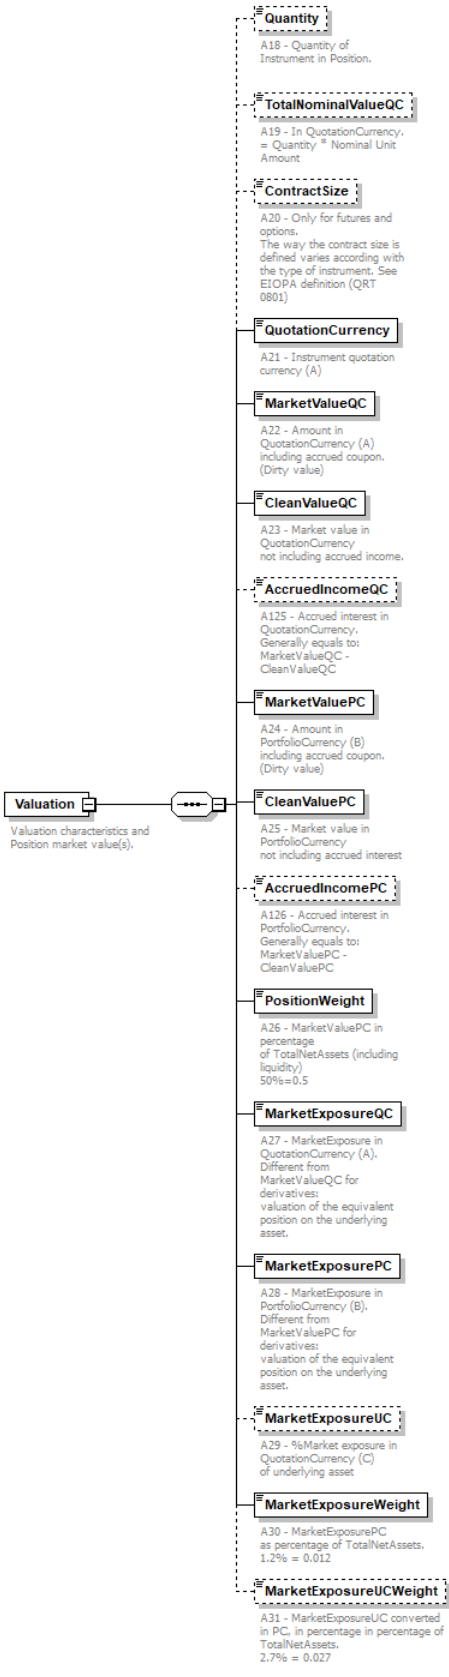 Quantity
A18 - Quantity of
Instrument in Position.
TotalNominalValueQC
A19 - In QuotationCurrency.
= Quantity * Nominal Unit
Amount
ContractSize
A20 - Only for futures and
options.
The way the contract size is
defined varies according with
the type of instrument. See
EIOPA definition (QRT
0801)
QuotationCurrency
A21 - Instrument quotation
currency (A)
MarketValueQC
A22 - Amount in
QuotationCurrency (A)
including accrued coupon.
(Dirty value)
CleanValueQC
A23 - Market value in
QuotationCurrency
not including accrued income.
AccruedIncomeQC
A125 - Accrued interest in
QuotationCurrency.
Generally equals to:
MarketValueQC -
CleanValueQC
MarketValuePC
A24 - Amount in
PortfolioCurrency (B)
including accrued coupon.
(Dirty value)
Valuation
Valuation characteristics and
Position market value(s).
CleanValuePC
A25 - Market value in
PortfolioCurrency
not including accrued interest
AccruedIncomePC
A126 - Accrued interest in
PortfolioCurrency.
Generally equals to:
MarketValuePC -
CleanValuePC
PositionWeight
A26 - MarketValuePC in
percentage
of TotalNetAssets (including
liquidity)
50%=0.5
MarketExposureQC
A27 - MarketExposure in
QuotationCurrency (A).
Different from
MarketValueQC for
derivatives:
valuation of the equivalent
position on the underlying
asset.
MarketExposurePC
A28 - MarketExposure in
PortfolioCurrency (B).
Different from
MarketValuePC for
derivatives:
valuation of the equivalent
position on the underlying
asset.
MarketExposureUC
A29 - %Market exposure in
QuotationCurrency (C)
of underlying asset
MarketExposureWeight
A30 - MarketExposurePC
as percentage of TotalNetAssets.
1.2% = 0.012
MarketExposureUCWeight
A31 - MarketExposureUC converted
in PC, in percentage in percentage of
TotalNetAssets.
2.7% = 0.027